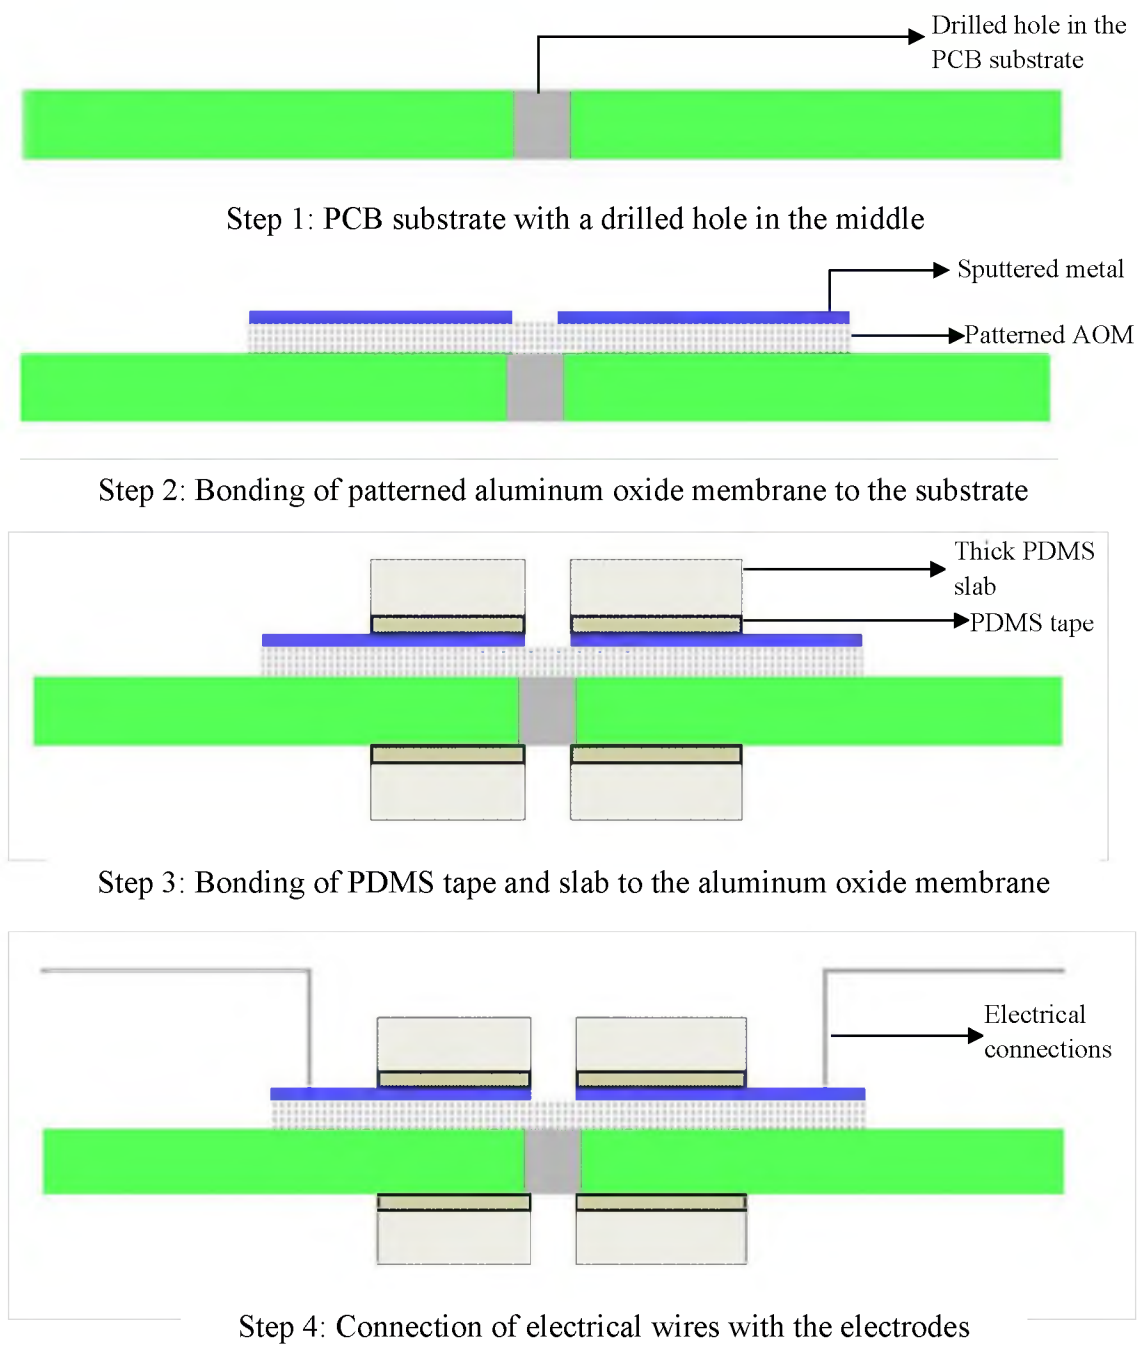 Drilled hole in the
PCB substrate
Step 1: PCB substrate with a drilled hole in the middle
Sputtered metal
Patterned AOM
Step 2: Bonding of patterned aluminum oxide membrane to the substrate
Thick PDMS
slab
PDMS tape
Step 3: Bonding of PDMS tape and slab to the aluminum oxide membrane
Electrical
connections
Step 4: Connection of electrical wires with the electrodes